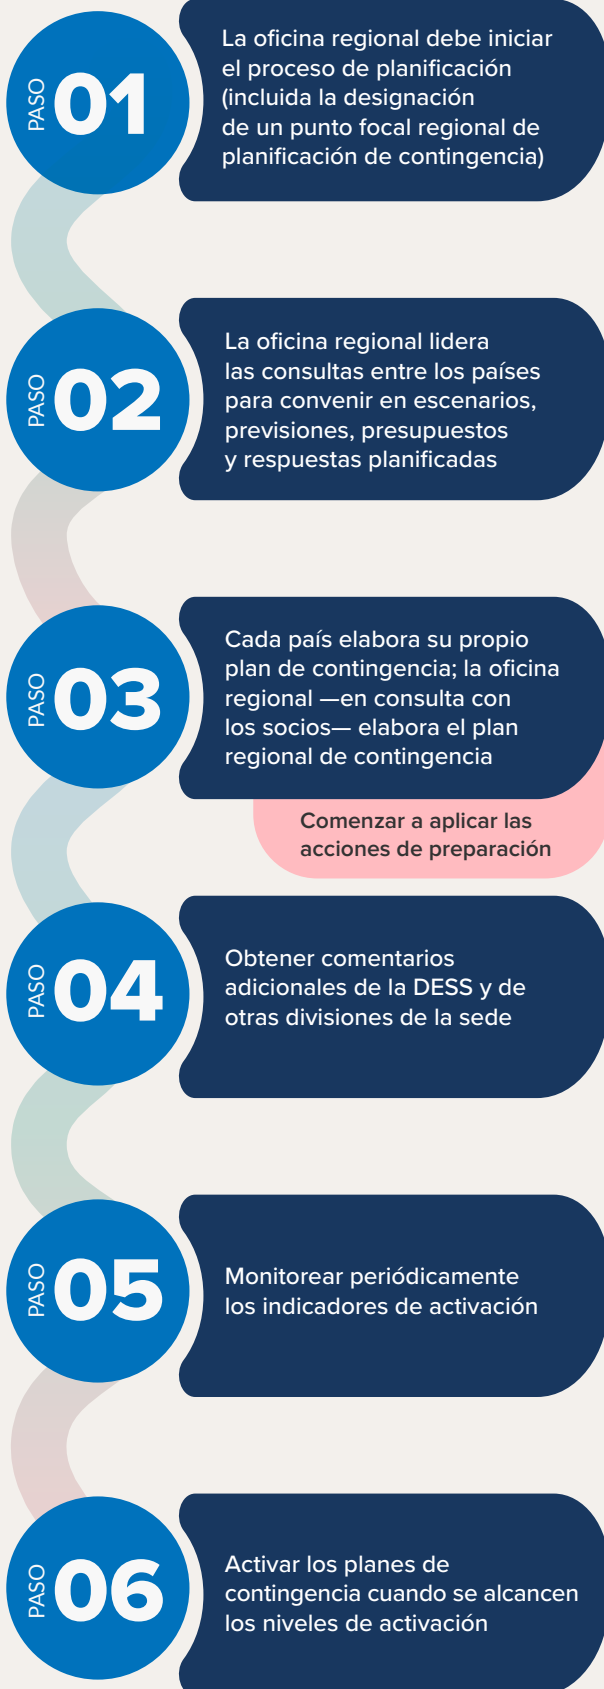 PASO 01
La oficina regional debe iniciar
el proceso de planificación
(incluida la designación
de un punto focal regional de
planificación de contingencia)
PASO 02
La oficina regional lidera
las consultas entre los países
para convenir en escenarios,
previsiones, presupuestos
y respuestas planificadas
PASO 03
Cada país elabora su propio
plan de contingencia; la oficina
regional —en consulta con
los socios— elabora el plan
regional de contingencia
Comenzar a aplicar las
acciones de preparación
PASO 04
Obtener comentarios
adicionales de la DESS y de
otras divisiones de la sede
PASO 05
Monitorear periódicamente
los indicadores de activación
PASO 06
Activar los planes de
contingencia cuando se alcancen
los niveles de activación